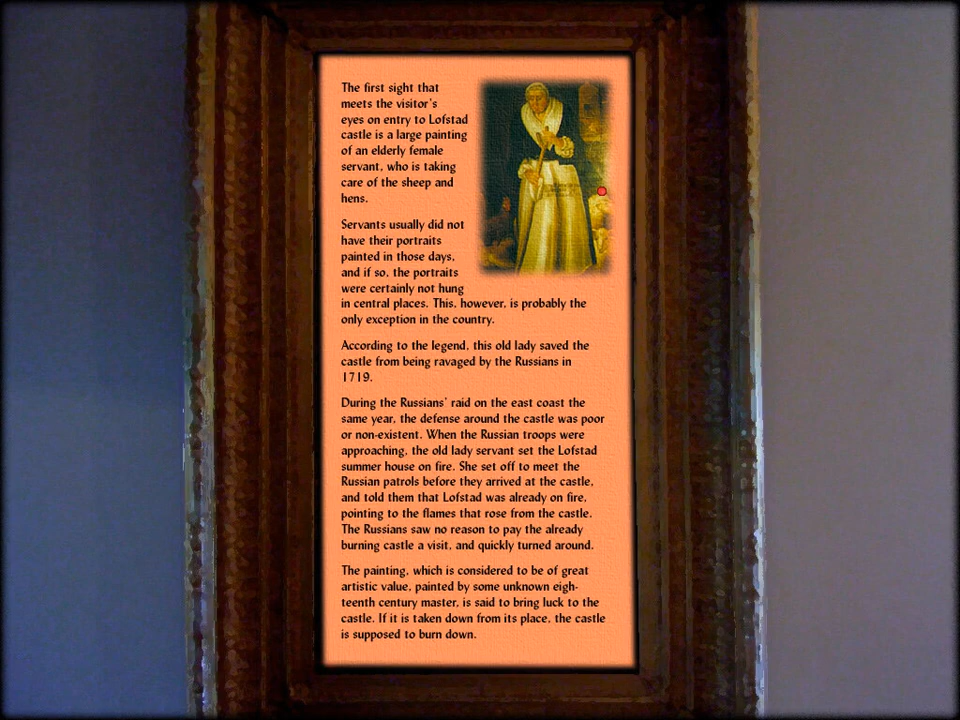 The first sight that
meets the visitor's
eyes on entry to Lofstad
castle is a large painting
of an elderly female
servant, who is taking
care of the sheep and
hens.
Servants usually did not
have their portraits
painted in those days,
and if so, the portraits
were certainly not hung
in central places. This, however, is probably the
only exception in the country.
According to the legend, this old lady saved the
castle from being ravaged by the Russians in
1719.
During the Russians' raid on the east coast the
same year, the defense around the castle was poor
or non-existent. When the Russian troops were
approaching, the old lady servant set the Lofstad
summer house on fire. She set off to meet the
Russian patrols before they arrived at the castle,
and told them that Lofstad was already on fire,
pointing to the flames that rose from the castle.
The Russians saw no reason to pay the already
burning castle a visit, and quickly turned around.
The painting, which is considered to be of great
artistic value, painted by some unknown eigh-
teenth century master, is said to bring luck to the
castle. If it is taken down from its place, the castle
is supposed to burn down.